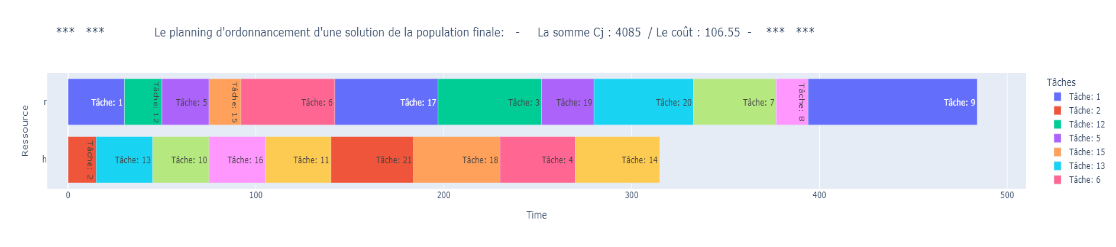 *** *** Le planning d'ordonnancement d'une solution de la population finale: - La somme Cj : 4085 / Le coût : 106.55 - *** ***
Ressource
r
Tâche: 1 Tâche: 12 Tâche: 5 Tâche: 15 Tâche: 6 Tâche: 17 Tâche: 3 Tâche: 19 Tâche: 20 Tâche: 7 Tâche: 8 Tâche: 9
h
Tâche: 2 Tâche: 13 Tâche: 10 Tâche: 16 Tâche: 11 Tâche: 21 Tâche: 18 Tâche: 4 Tâche: 14
0 100 200 300 400 500
Time
Tâches
Tâche: 1
Tâche: 2
Tâche: 12
Tâche: 5
Tâche: 15
Tâche: 13
Tâche: 6